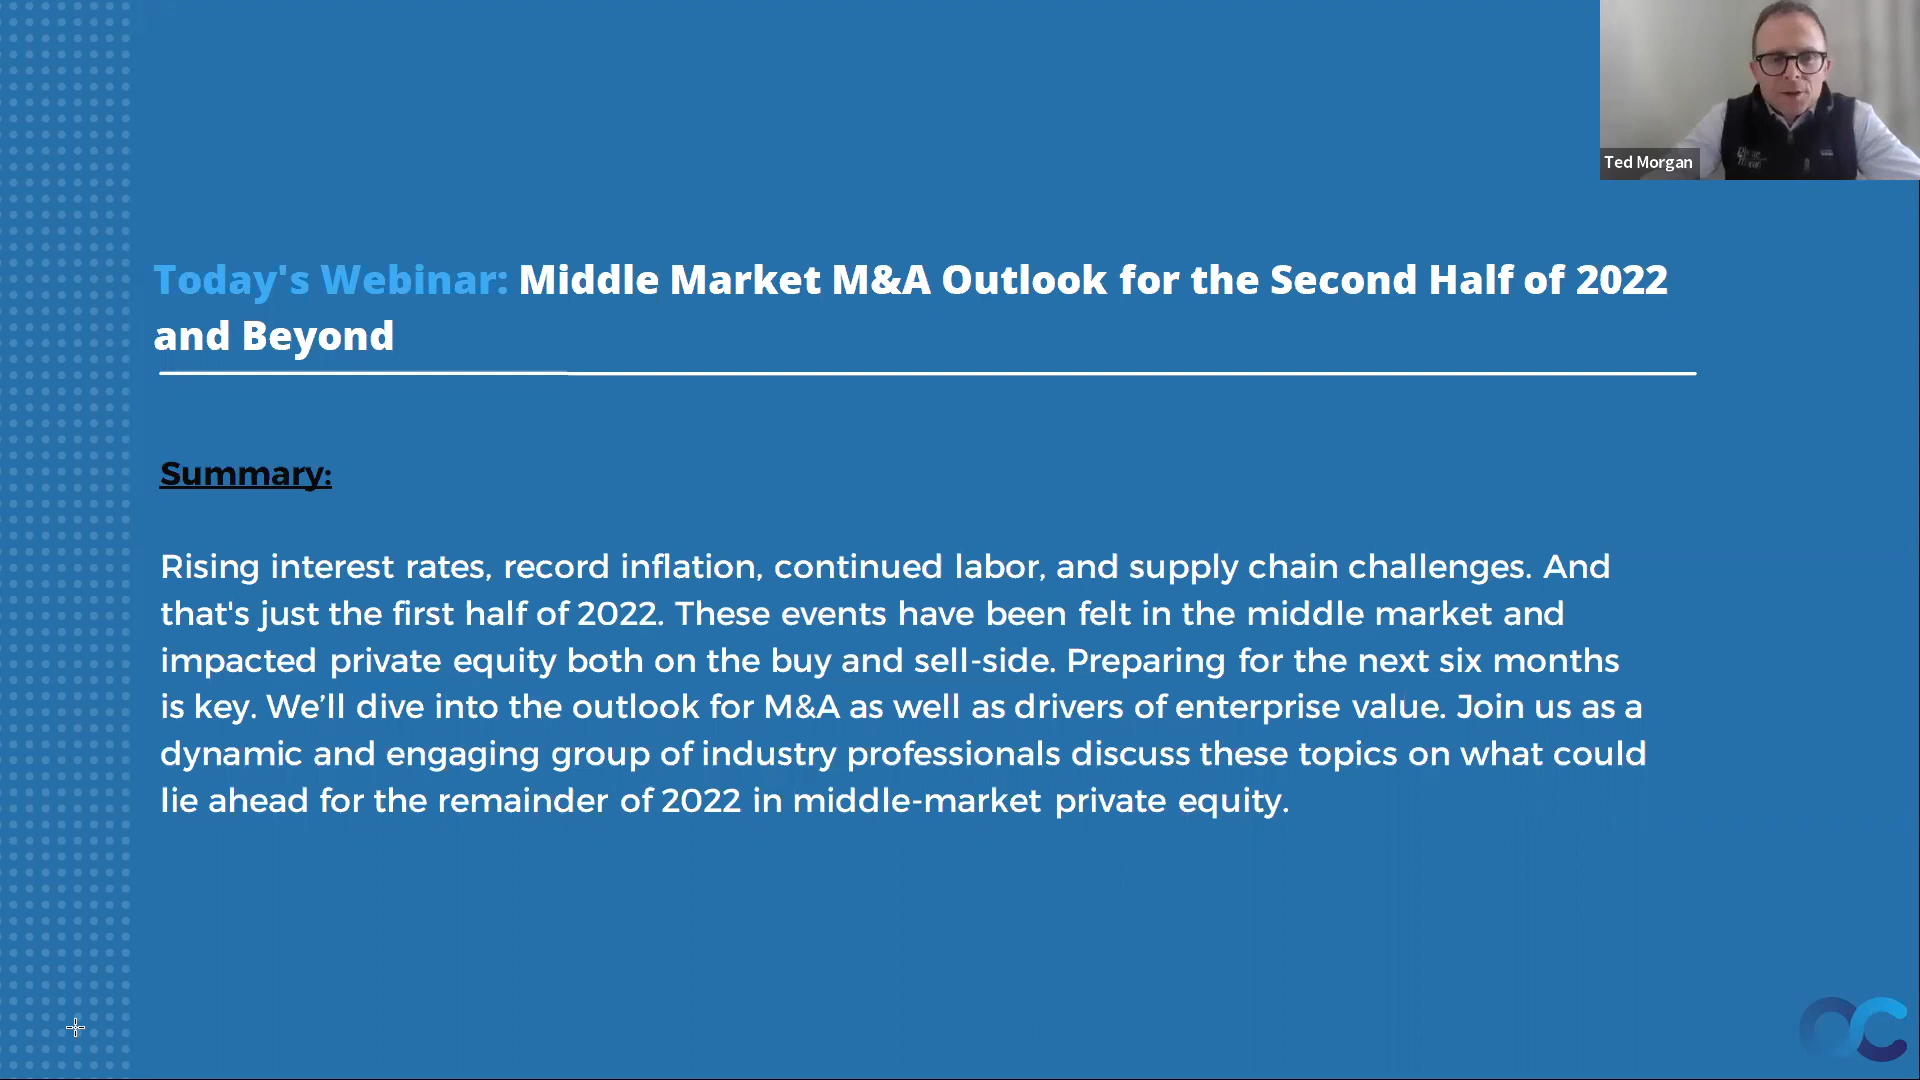 Ted Morgan
Today's Webinar: Middle Market M&A Outlook for the Second Half of 2022
and Beyond
Summary:
Rising interest rates, record inflation, continued labor, and supply chain challenges. And
that's just the first half of 2022. These events have been felt in the middle market and
impacted private equity both on the buy and sell-side. Preparing for the next six months
is key. We’ll dive into the outlook for M&A as well as drivers of enterprise value. Join us as a
dynamic and engaging group of industry professionals discuss these topics on what could
lie ahead for the remainder of 2022 in middle-market private equity.